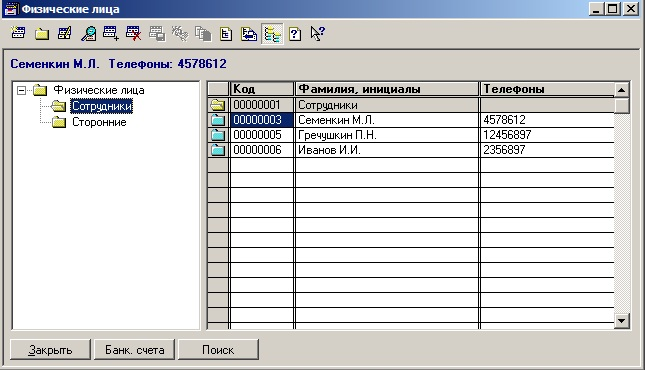 Физические лица
Семенкин М.Л. Телефоны: 4578612
Физические лица
Сотрудники
Сторонние
Код Фамилия, инициалы Телефоны
00000001 Сотрудники
00000003 Семенкин М.Л. 4578612
00000005 Гречушкин П.Н. 12456897
00000006 Иванов И.И. 2356897
Закрыть Банк. счета Поиск